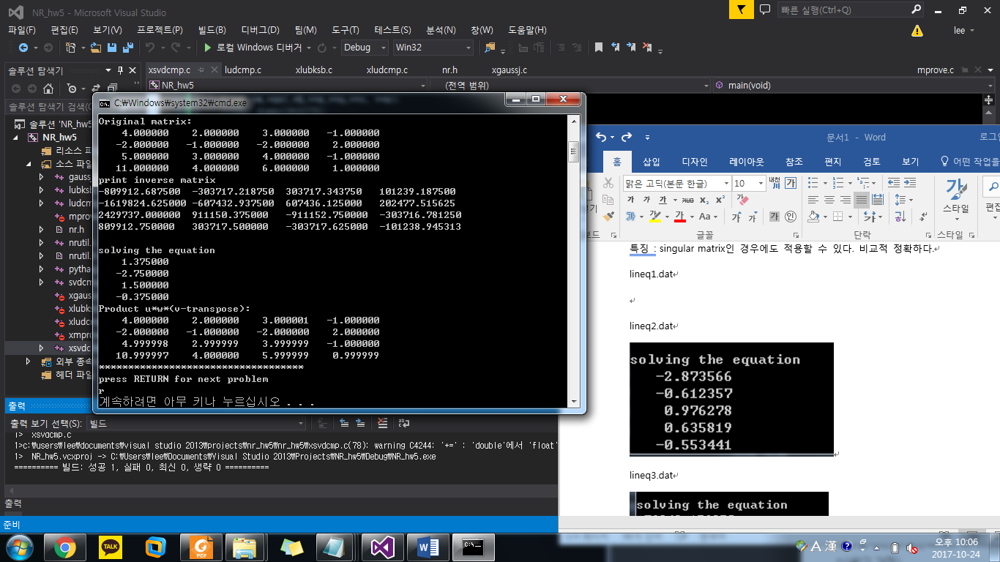 NR_hw5 - Microsoft Visual Studio
빠른 실행(Ctrl+Q)
파일(F) 편집(E) 보기(V) 프로젝트(P) 빌드(B) 디버그(D) 팀(M) 도구(T) 테스트(S) 분석(N) 창(W) 도움말(H)
lee
로컬 Windows 디버거 Debug Win32
솔루션 탐색기
xsvdcmp.c ludcmp.c xlubksb.c xludcmp.c nr.h xgaussj.c mprove.c
NR_hw5 (전역 범위) main(void)
솔루션 탐색기 검색(C
솔루션 'NR_hw5
NR_hw5
리소스 파
소스 파일
gaussj
lubksb
ludcm
mprov
nr.h
nrutil.
nrutil.
pytha
svdcm
xgaus
xlubks
xludc
xmpro
xsvdc
외부 종속
헤더 파일
C:\Windows\system32\cmd.exe
Original matrix:
4.000000 2.000000 3.000000 -1.000000
-2.000000 -1.000000 -2.000000 2.000000
5.000000 3.000000 4.000000 -1.000000
11.000000 4.000000 6.000000 1.000000
print inverse matrix
-809912.687500 -303717.218750 303717.343750 101239.187500
-1619824.625000 -607432.937500 607436.125000 202477.515625
2429737.000000 911150.375000 -911152.750000 -303716.781250
809912.750000 303717.500000 -303717.625000 -101238.945313
solving the equation
1.375000
-2.750000
1.500000
-0.375000
Product u*w*(v-transpose):
4.000000 2.000000 3.000001 -1.000000
-2.000000 -1.000000 -2.000000 2.000000
4.999998 2.999999 3.999999 -1.000000
10.999997 4.000000 5.999999 0.999999
***********************************
press RETURN for next problem
r
계속하려면 아무 키나 누르십시오 . . .
출력
출력 보기 선택(S): 빌드
1> xsvdcmp.c
1>c:\users\lee\documents\visual studio 2013\projects\nr_hw5\nr_hw5\xsvdcmp.c(78): warning C4244: '+=' : 'double'에서 'float'
1> NR_hw5.vcxproj -> C:\Users\lee\Documents\Visual Studio 2013\Projects\NR_hw5\Debug\NR_hw5.exe
========== 빌드: 성공 1, 실패 0, 최신 0, 생략 0 ==========
출력
준비
문서1 - Word
로그인
홈 삽입 디자인 레이아웃 참조 편지 검토 보기 어떤 작업을
맑은 고딕(본문 한글) 10
스타일
편집
글꼴 단락 스타일
특징 : singular matrix인 경우에도 적용할 수 있다. 비교적 정확하다.
lineq1.dat
lineq2.dat
solving the equation
-2.873566
-0.612357
0.976278
0.635819
-0.553441
lineq3.dat
solving the equation
TALK
PDF
A 漢
오후 10:06
2017-10-24